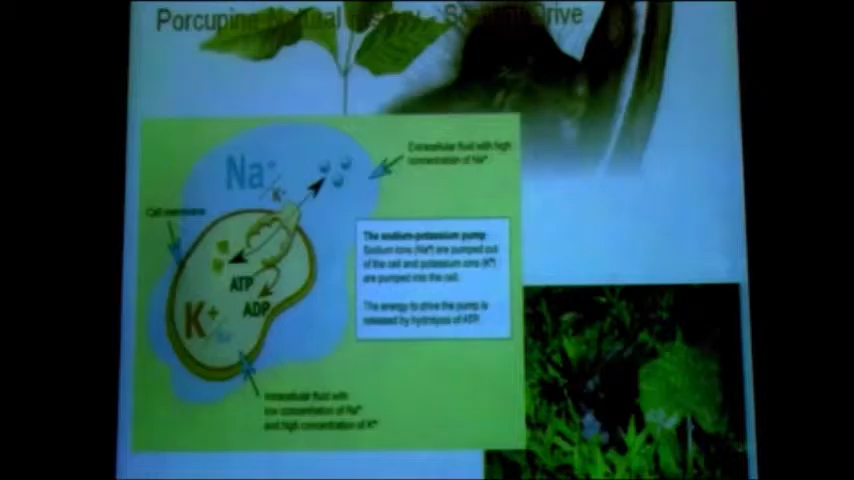 Porcupine Natural History - Sodium Drive
Na+
K+
Extracellular fluid with high
concentration of Na+
Cell membrane
The sodium-potassium pump
Sodium ions (Na+) are pumped out
of the cell and potassium ions (K+)
are pumped into the cell.
The energy to drive the pump is
released by hydrolysis of ATP.
ATP
ADP
K+
Intracellular fluid with
low concentration of Na+
and high concentration of K+